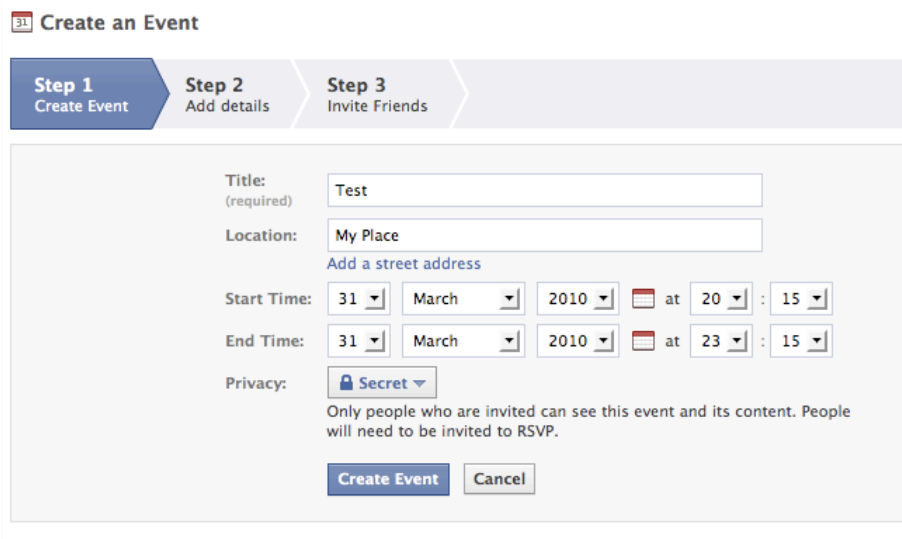 31 Create an Event
Step 1 Step 2 Step 3
Create Event Add details Invite Friends
Title: Test
(required)
Location: My Place
Add a street address
Start Time: 31 March 2010 at 20 : 15
End Time: 31 March 2010 at 23 : 15
Privacy: Secret
Only people who are invited can see this event and its content. People
will need to be invited to RSVP.
Create Event Cancel